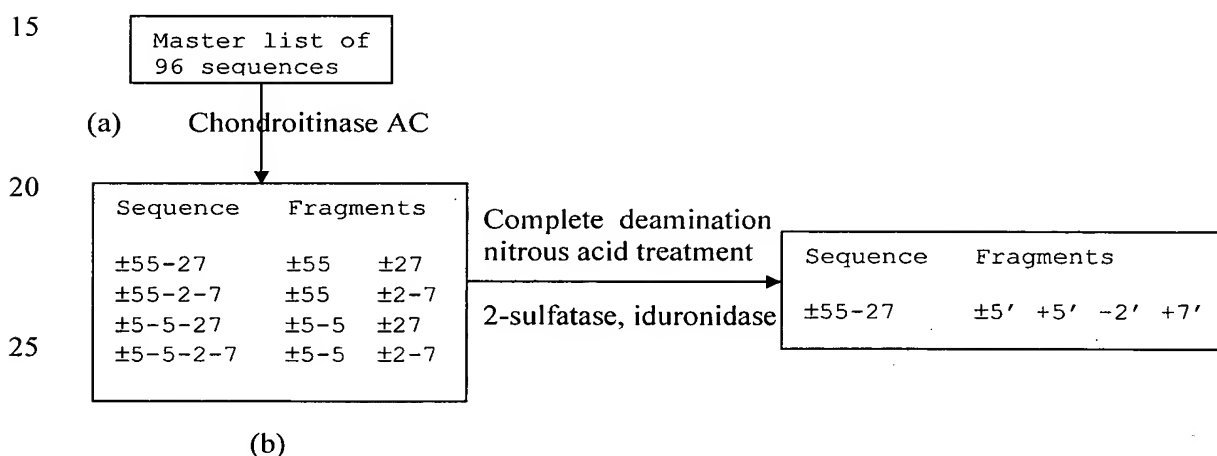 15
Master list of
96 sequences
(a) Chondroitinase AC
20
Sequence Fragments
±55-27 ±55 ±27
±55-2-7 ±55 ±2-7
±5-5-27 ±5-5 ±27
±5-5-2-7 ±5-5 ±2-7
Complete deamination
nitrous acid treatment
2-sulfatase, iduronidase
Sequence Fragments
±55-27 ±5' +5' -2' +7'
25
(b)